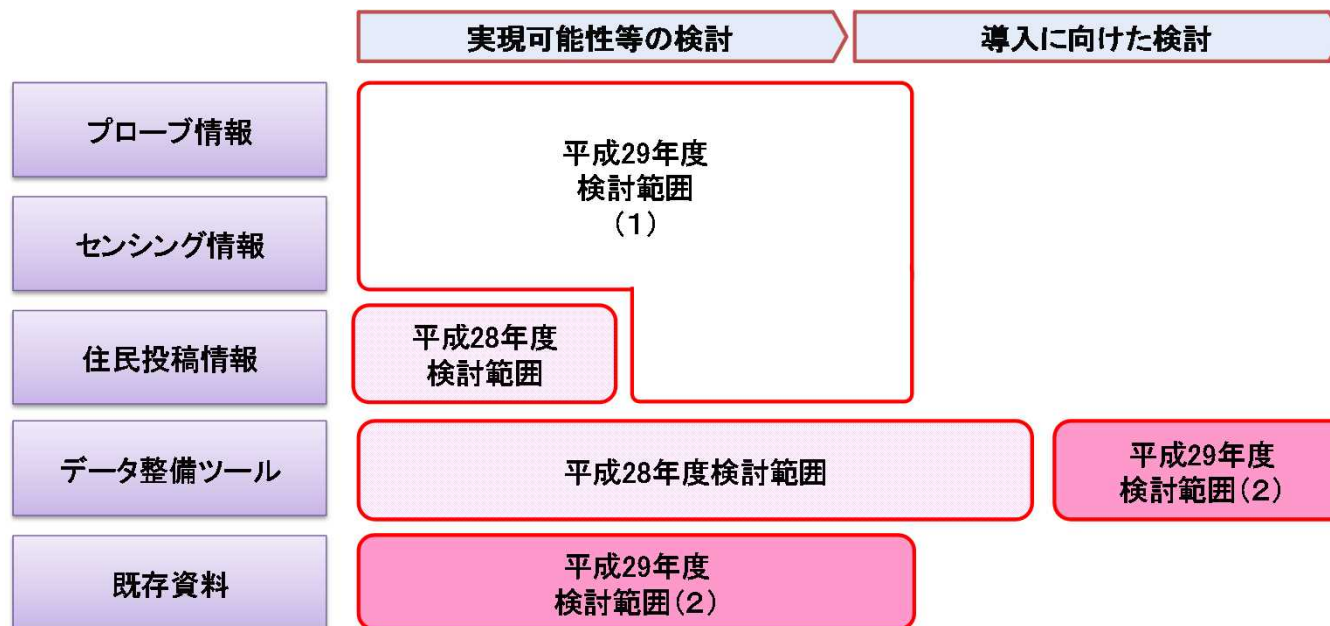 実現可能性等の検討
導入に向けた検討
プローブ情報
平成29年度
検討範囲
（１）
センシング情報
住民投稿情報
平成28年度
検討範囲
データ整備ツール
平成28年度検討範囲
平成29年度
検討範囲（２）
既存資料
平成29年度
検討範囲（２）